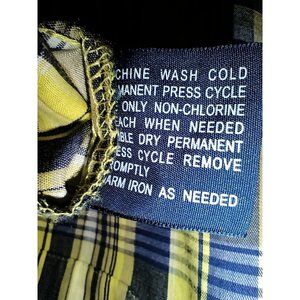 CHINE WASH COLD
MANENT PRESS CYCLE
E ONLY NON-CHLORINE
EACH WHEN NEEDED
BLE DRY PERMANENT
ESS CYCLE REMOVE
OMPTLY
ARM IRON AS NEEDED